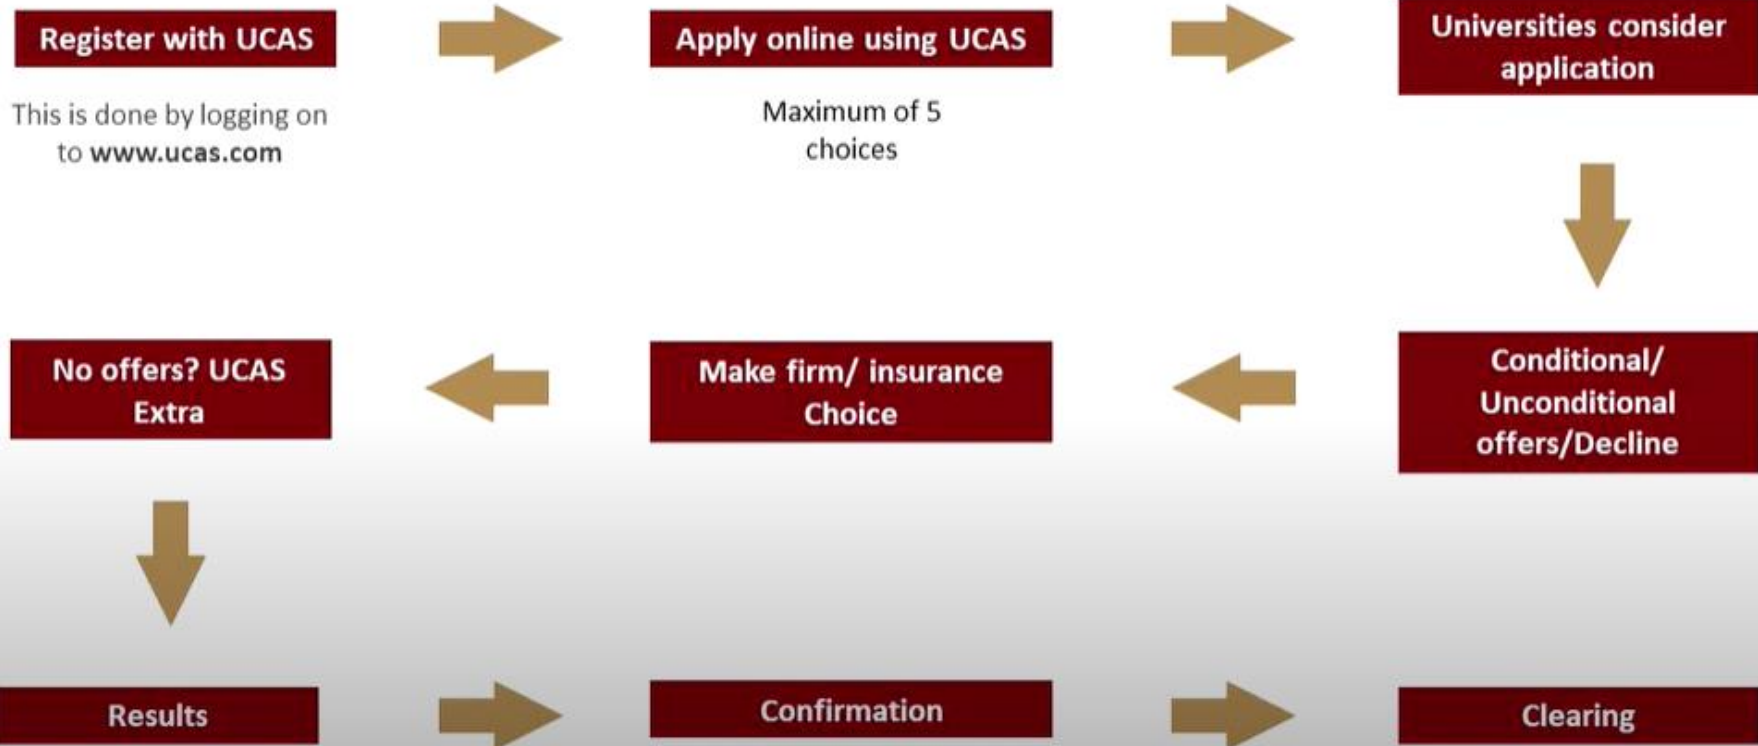 Register with UCAS
This is done by logging on
to www.ucas.com
Apply online using UCAS
Maximum of 5
choices
Universities consider
application
Conditional/
Unconditional
offers/Decline
Make firm/ insurance
Choice
No offers? UCAS
Extra
Results
Confirmation
Clearing